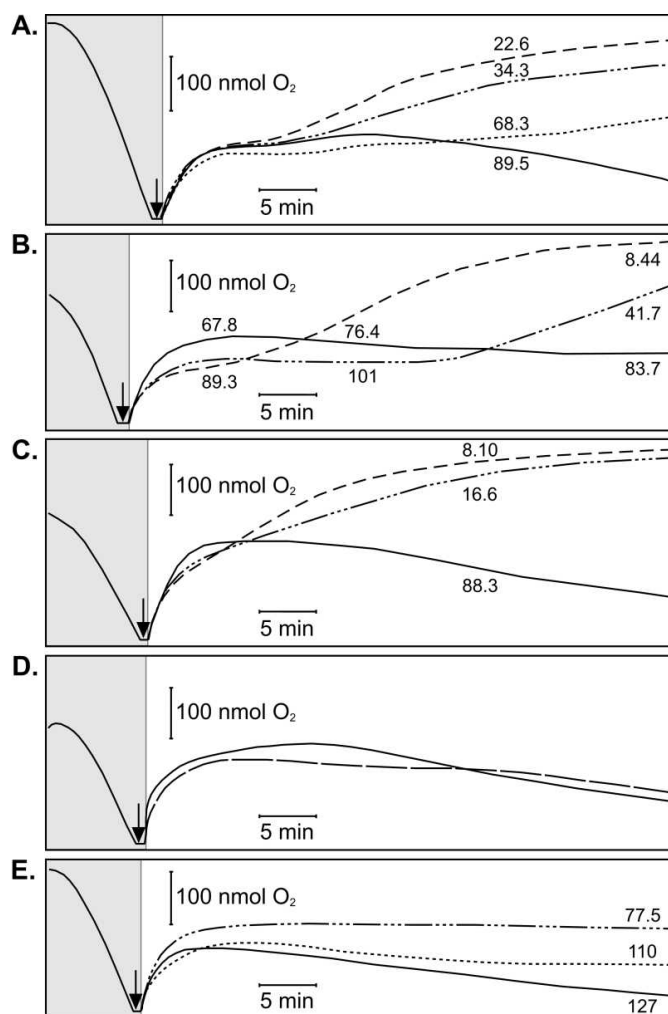 A.
22.6
100 nmol O₂
34.3
68.3
5 min
89.5
B.
100 nmol O₂
8.44
67.8
76.4
41.7
89.3
5 min
101
83.7
C.
8.10
100 nmol O₂
16.6
5 min
88.3
D.
100 nmol O₂
5 min
E.
100 nmol O₂
77.5
110
5 min
127